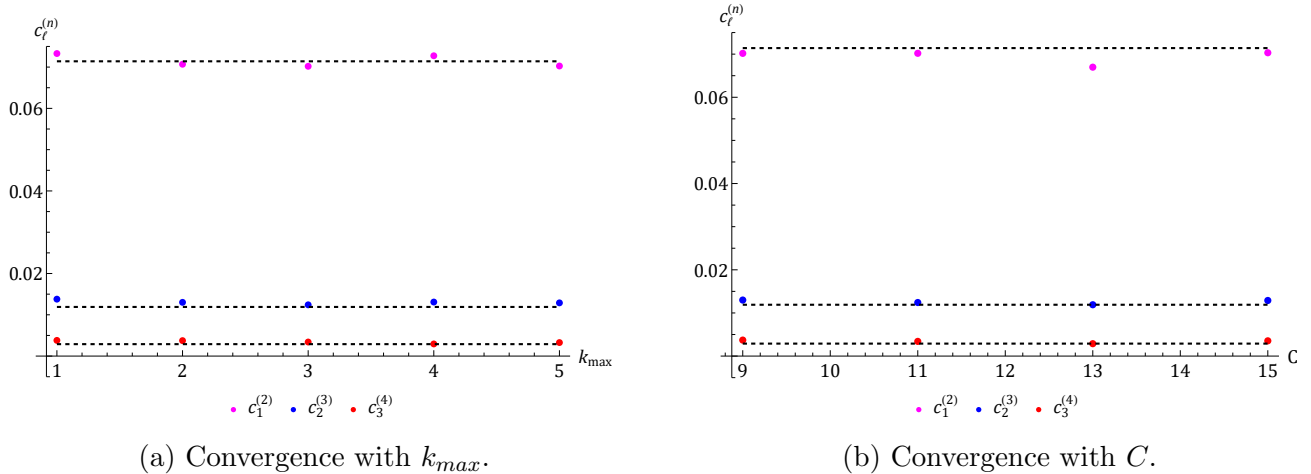 c_ℓ^(n)
0.06
0.04
0.02
1 2 3 4 5 k_max
c_1^(2) c_2^(3) c_3^(4)
(a) Convergence with k_max.
c_ℓ^(n)
0.06
0.04
0.02
9 10 11 12 13 14 15 C
c_1^(2) c_2^(3) c_3^(4)
(b) Convergence with C.